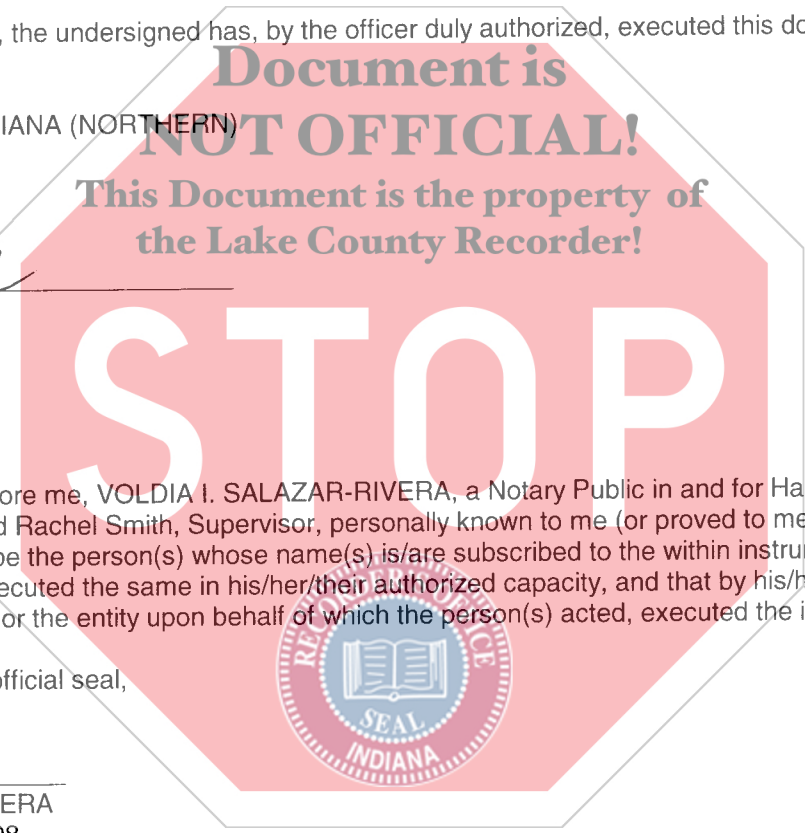 , the undersigned has, by the officer duly authorized, executed this do
Document is
IANA (NORTHERN)
NOT OFFICIAL!
This Document is the property of
the Lake County Recorder!
STOP
ore me, VOLDIA I. SALAZAR-RIVERA, a Notary Public in and for Ha
d Rachel Smith, Supervisor, personally known to me (or proved to me
be the person(s) whose name(s) is/are subscribed to the within instru
ecuted the same in his/her/their authorized capacity, and that by his/h
or the entity upon behalf of which the person(s) acted, executed the i
RECORDER'S OFFICE
official seal,
SEAL
INDIANA
ERA